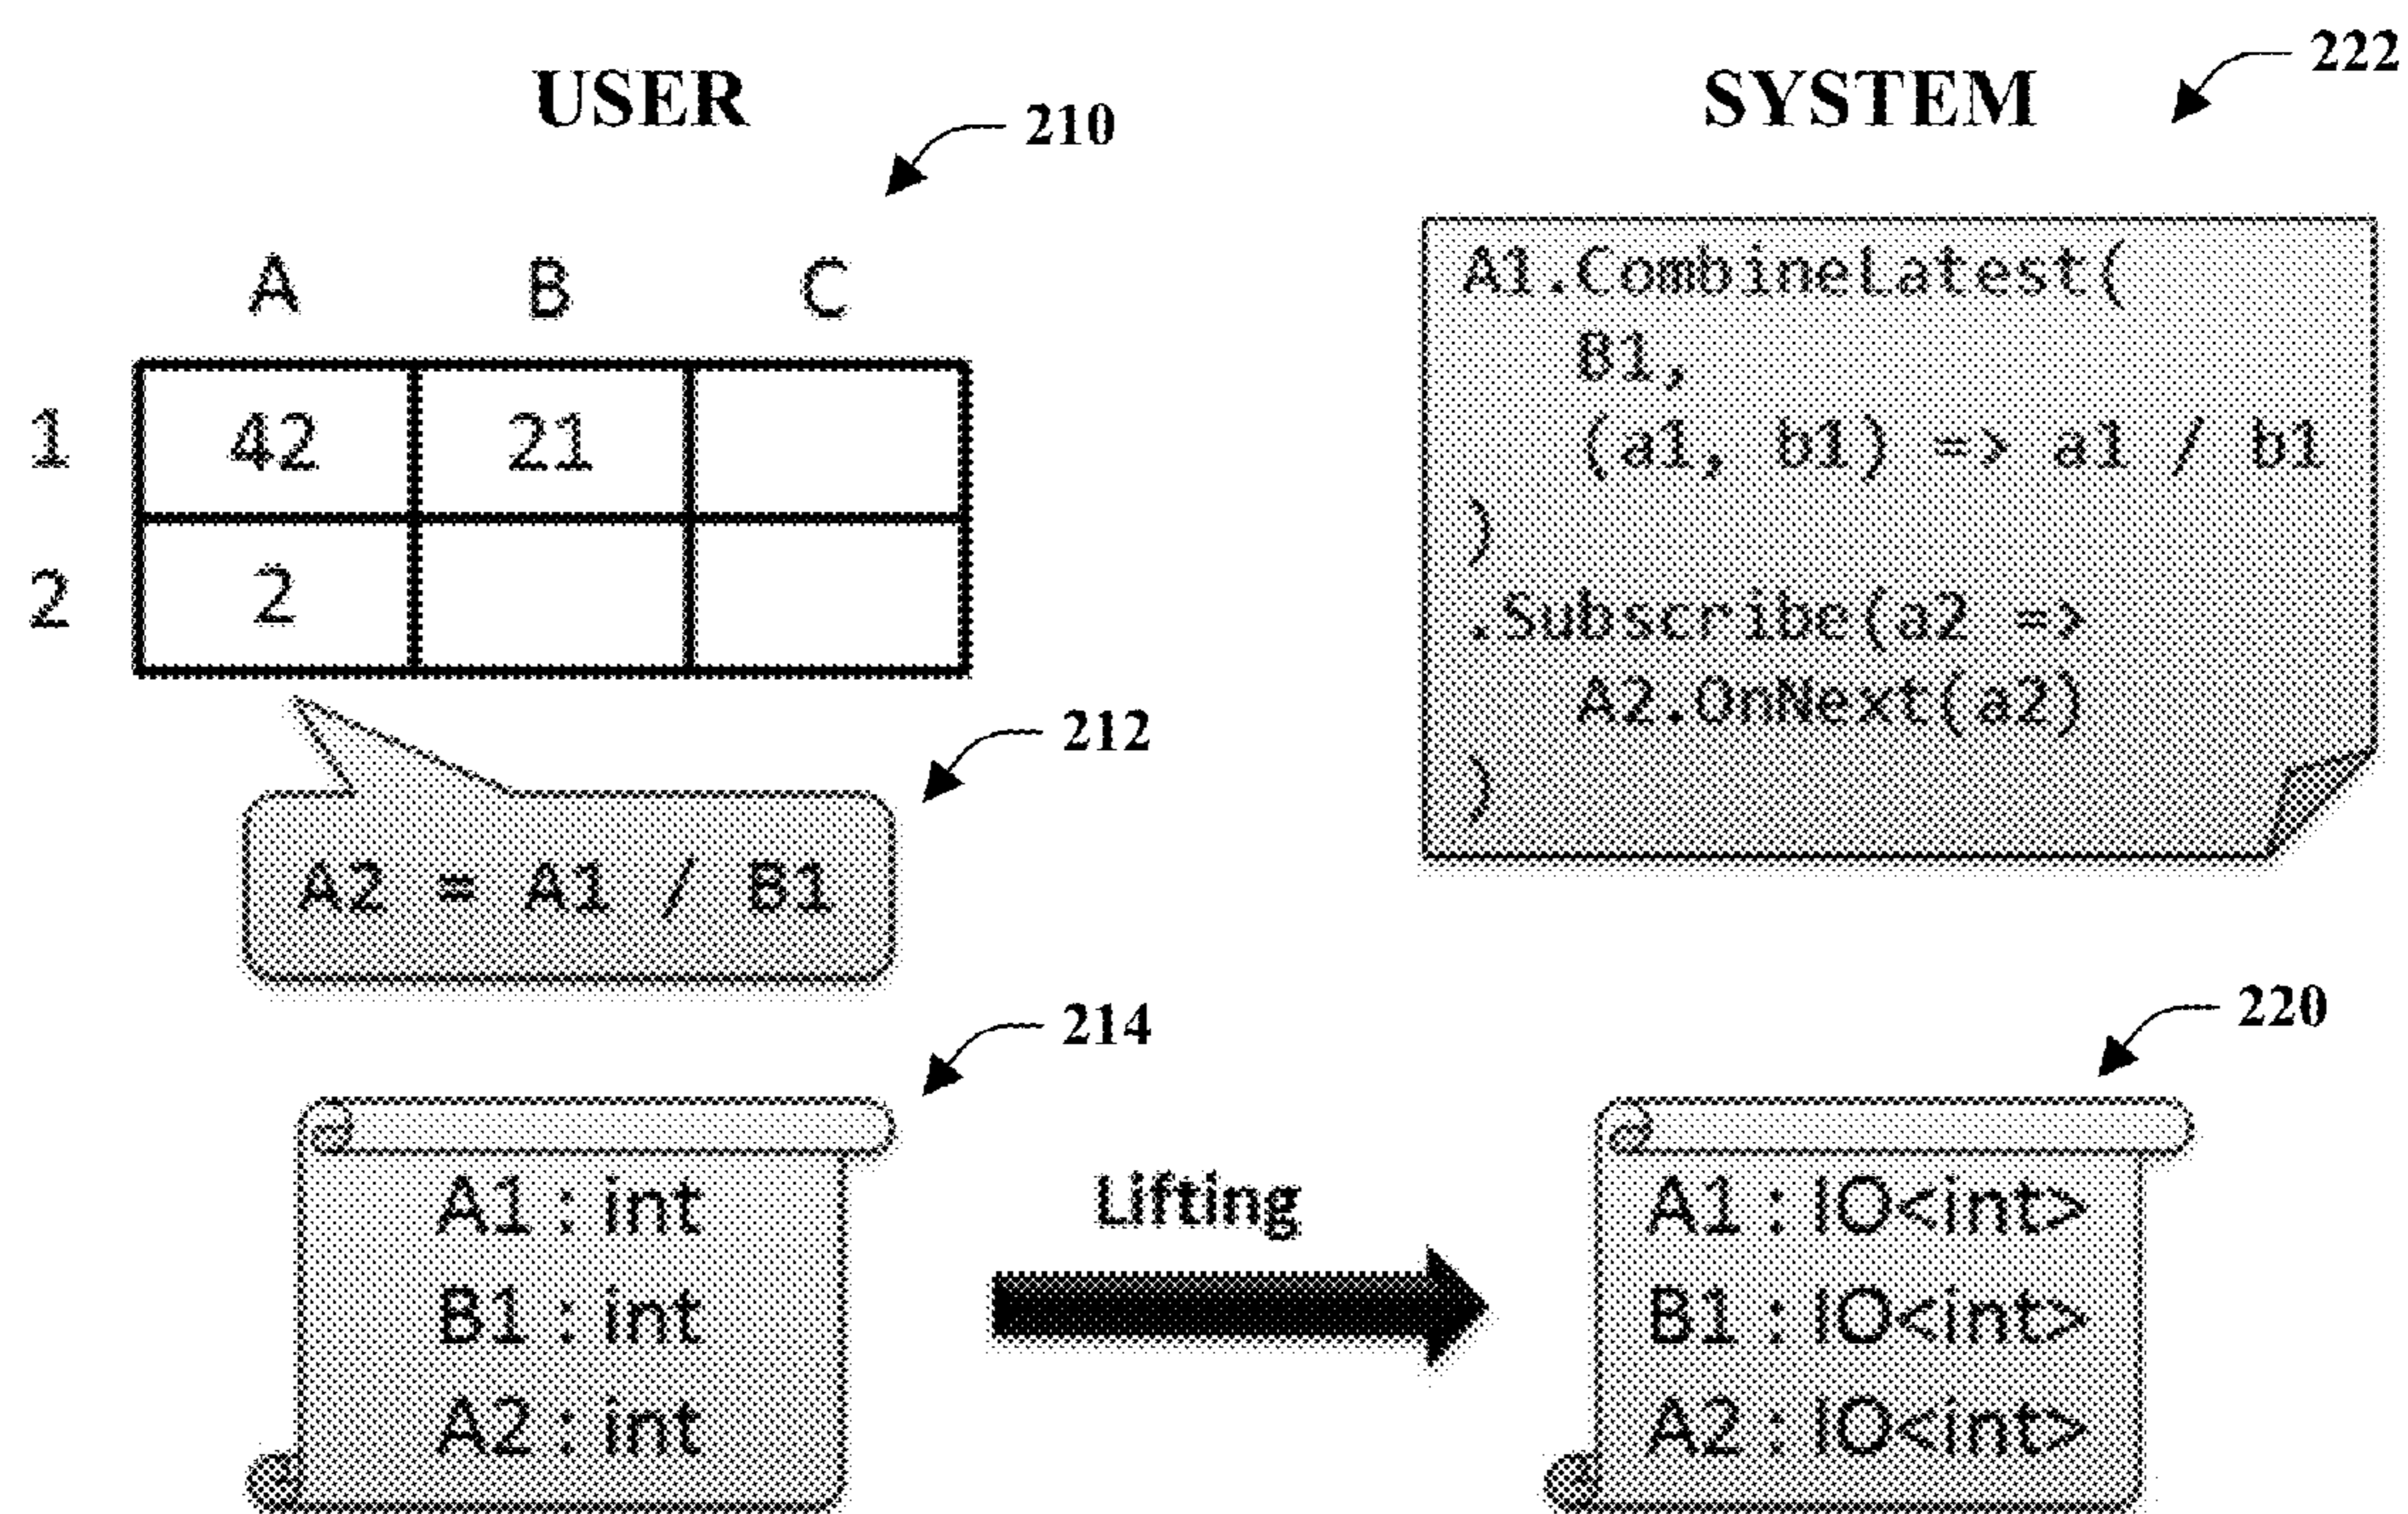 USER
210
A B C
1 42 21
2 2
212
A2 = A1 / B1
214
A1 : int
B1 : int
A2 : int
Lifting
SYSTEM
222
A1.CombineLatest(
B1,
(a1, b1) => a1 / b1
)
.Subscribe(a2 =>
A2.OnNext(a2)
)
220
A1 : IO<int>
B1 : IO<int>
A2 : IO<int>